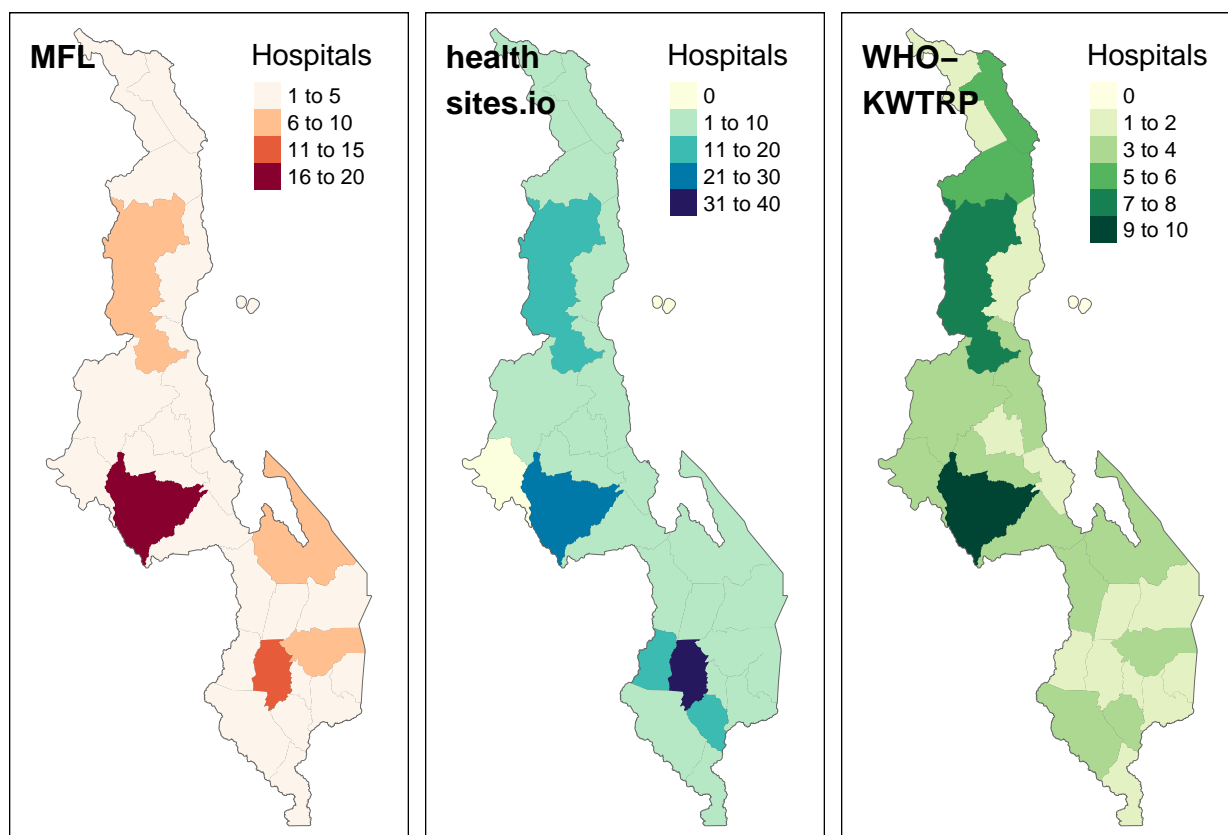 MFL
Hospitals
1 to 5
6 to 10
11 to 15
16 to 20
health
sites.io
Hospitals
0
1 to 10
11 to 20
21 to 30
31 to 40
WHO–
KWTRP
Hospitals
0
1 to 2
3 to 4
5 to 6
7 to 8
9 to 10